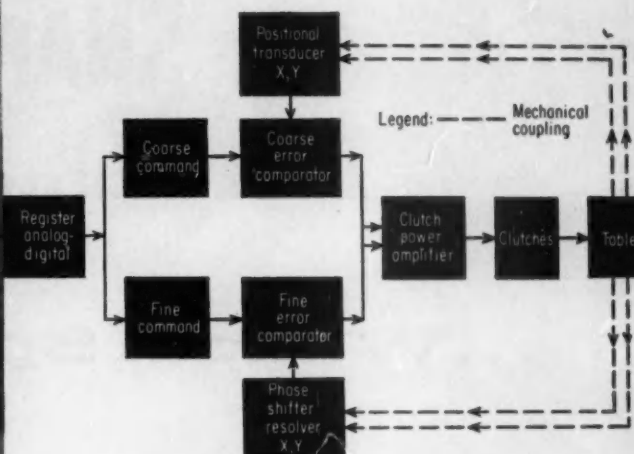 Positional
transducer
X,Y
Legend: Mechanical
coupling
Coarse
command
Coarse
error
comparator
Register
analog-
digital
Clutch
power
amplifier
Clutches
Table
Fine
command
Fine
error
comparator
Phase
shifter
resolver
X,Y